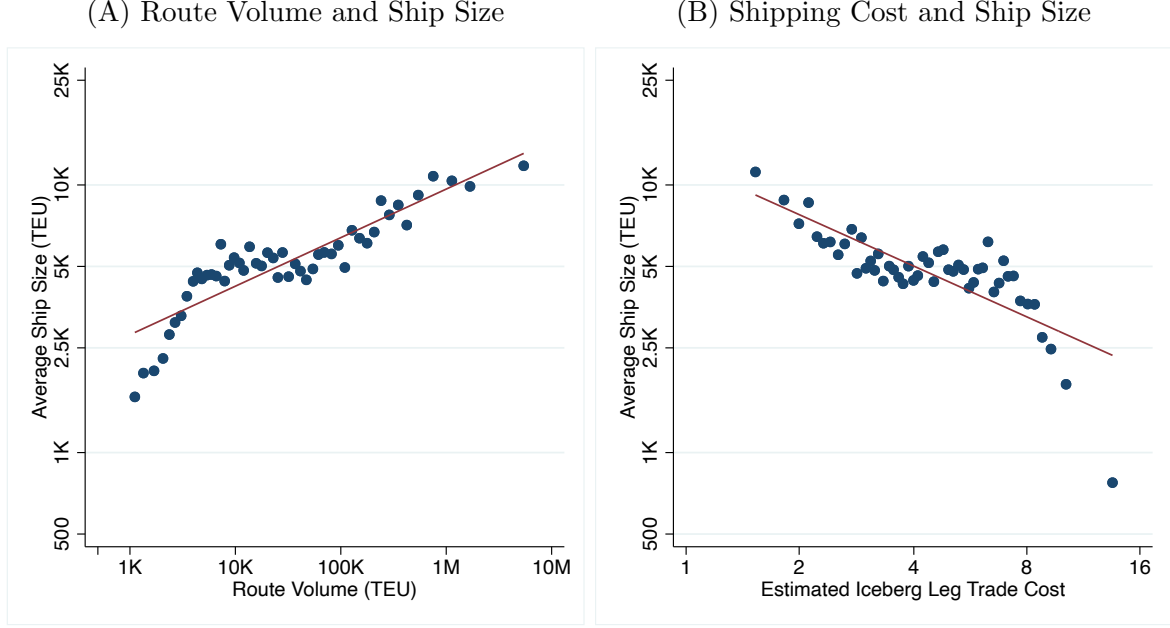 (A) Route Volume and Ship Size
Average Ship Size (TEU)
25K
10K
5K
2.5K
1K
500
1K 10K 100K 1M 10M
Route Volume (TEU)
(B) Shipping Cost and Ship Size
Average Ship Size (TEU)
25K
10K
5K
2.5K
1K
500
1 2 4 8 16
Estimated Iceberg Leg Trade Cost